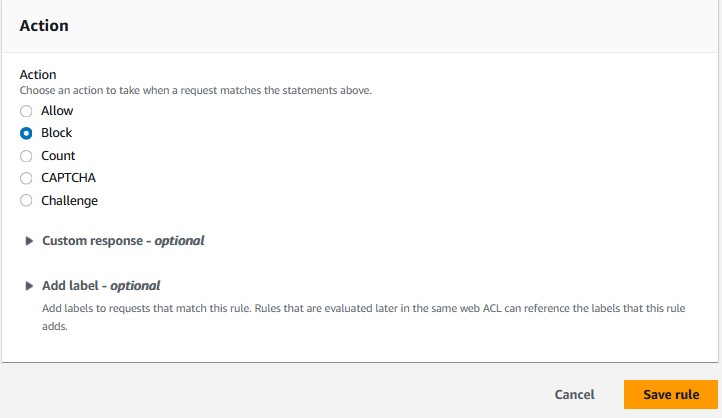 Action
Action
Choose an action to take when a request matches the statements above.
Allow
Block
Count
CAPTCHA
Challenge
Custom response - optional
Add label - optional
Add labels to requests that match this rule. Rules that are evaluated later in the same web ACL can reference the labels that this rule
adds.
Cancel
Save rule